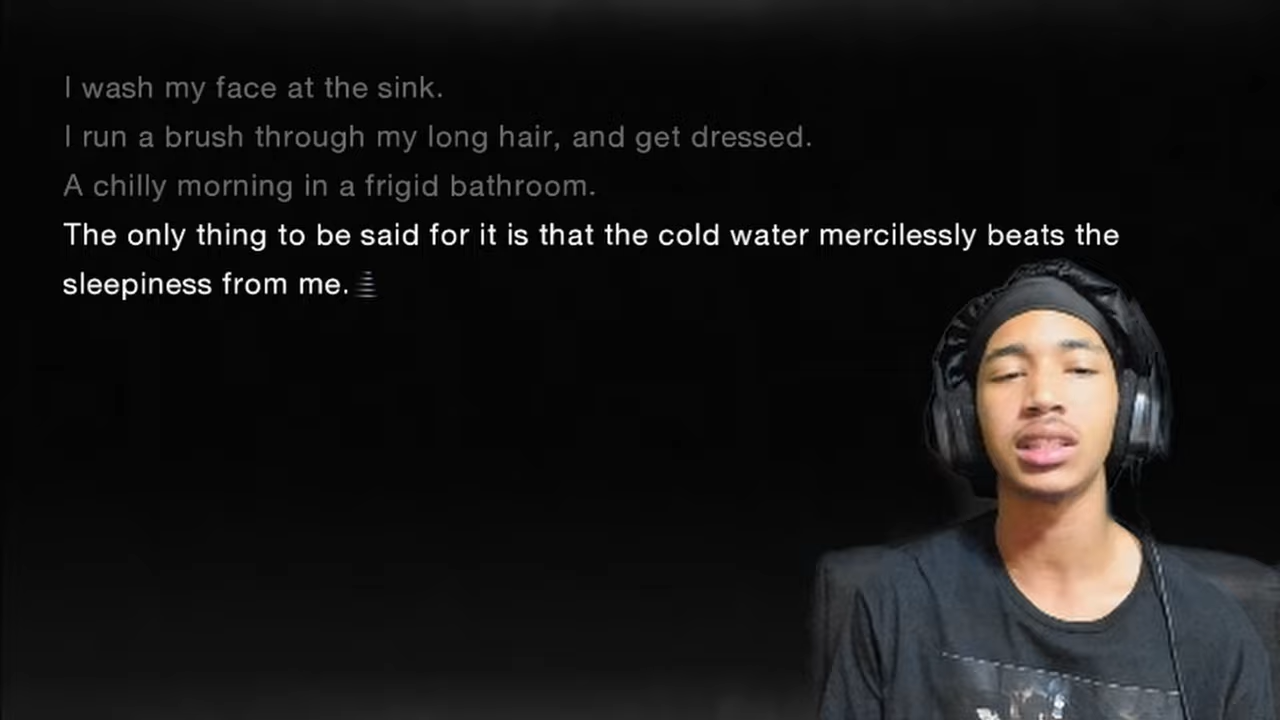 I wash my face at the sink.
I run a brush through my long hair, and get dressed.
A chilly morning in a frigid bathroom.
The only thing to be said for it is that the cold water mercilessly beats the
sleepiness from me.